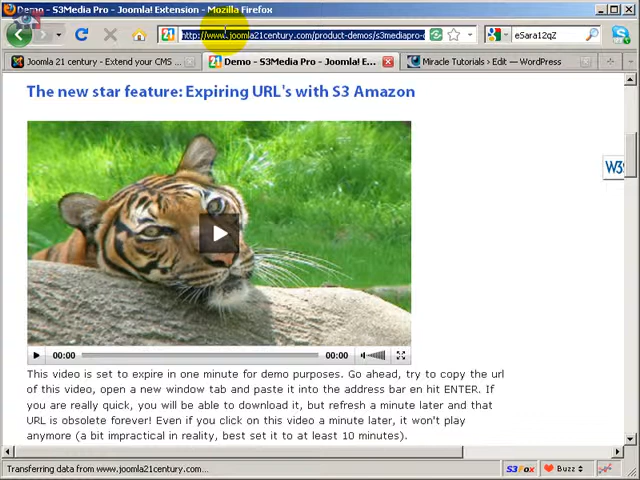 Demo - S3Media Pro - Joomla! Extension - Mozilla Firefox
http://www.joomla21century.com/product-demos/s3mediapro-d
eSara12qZ
Joomla 21 century - Extend your CMS ...
Demo - S3Media Pro - Joomla! E...
Miracle Tutorials › Edit — WordPress
The new star feature: Expiring URL's with S3 Amazon
W3
00:00
00:00
This video is set to expire in one minute for demo purposes. Go ahead, try to copy the url
of this video, open a new window tab and paste it into the address bar en hit ENTER. If
you are really quick, you will be able to download it, but refresh a minute later and that
URL is obsolete forever! Even if you click on this video a minute later, it won't play
anymore (a bit impractical in reality, best set it to at least 10 minutes).
Transferring data from www.joomla21century.com...
S3Fox
Buzz